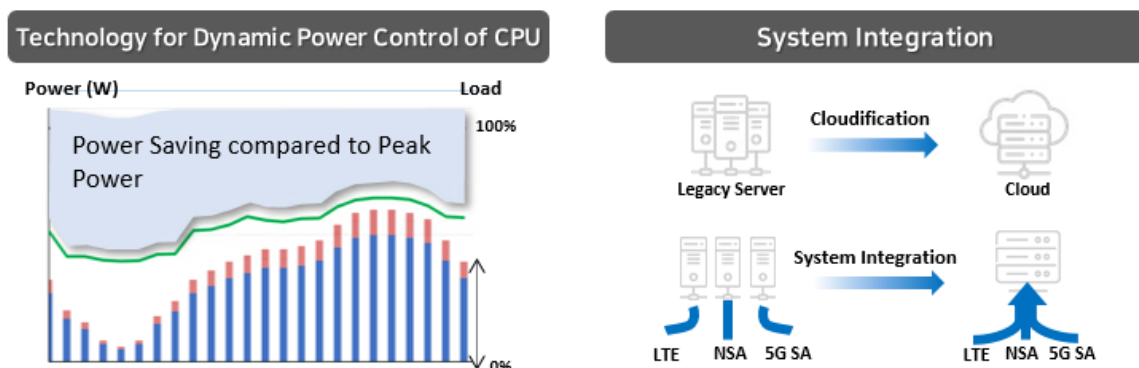 Technology for Dynamic Power Control of CPU
Power (W)
Load
100%
Power Saving compared to Peak
Power
0%
System Integration
Cloudification
Legacy Server
Cloud
System Integration
LTE
NSA
5G SA
LTE
NSA
5G SA